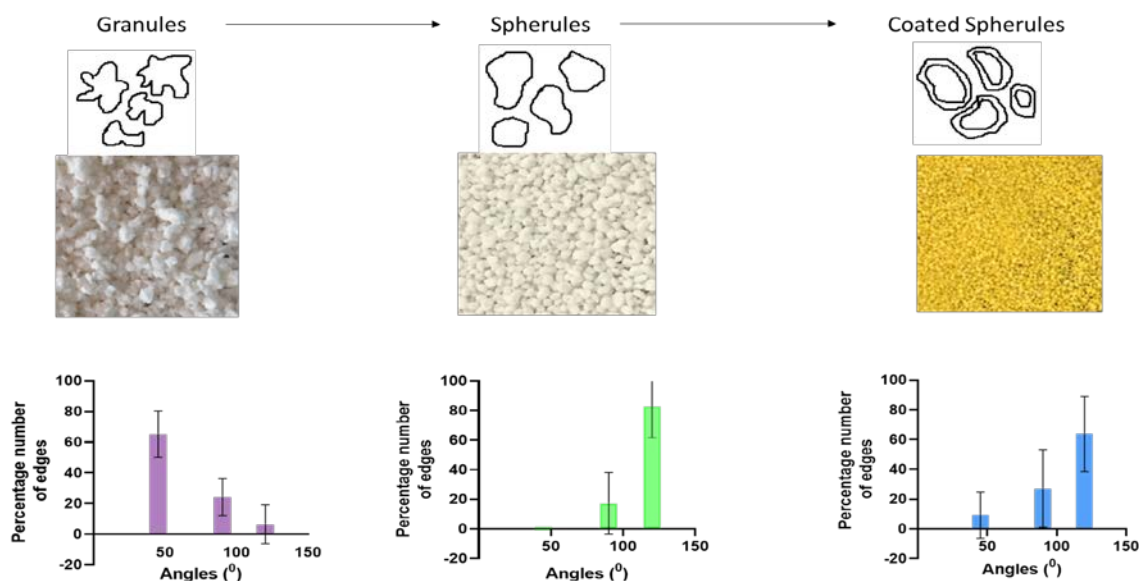 Granules
Spherules
Coated Spherules
Percentage number
of edges
100
80
60
40
20
0
-20
50
100
150
Angles (⁰)
Percentage number
of edges
100
80
60
40
20
0
-20
50
100
150
Angles (⁰)
Percentage number
of edges
100
80
60
40
20
0
-20
50
100
150
Angles (⁰)